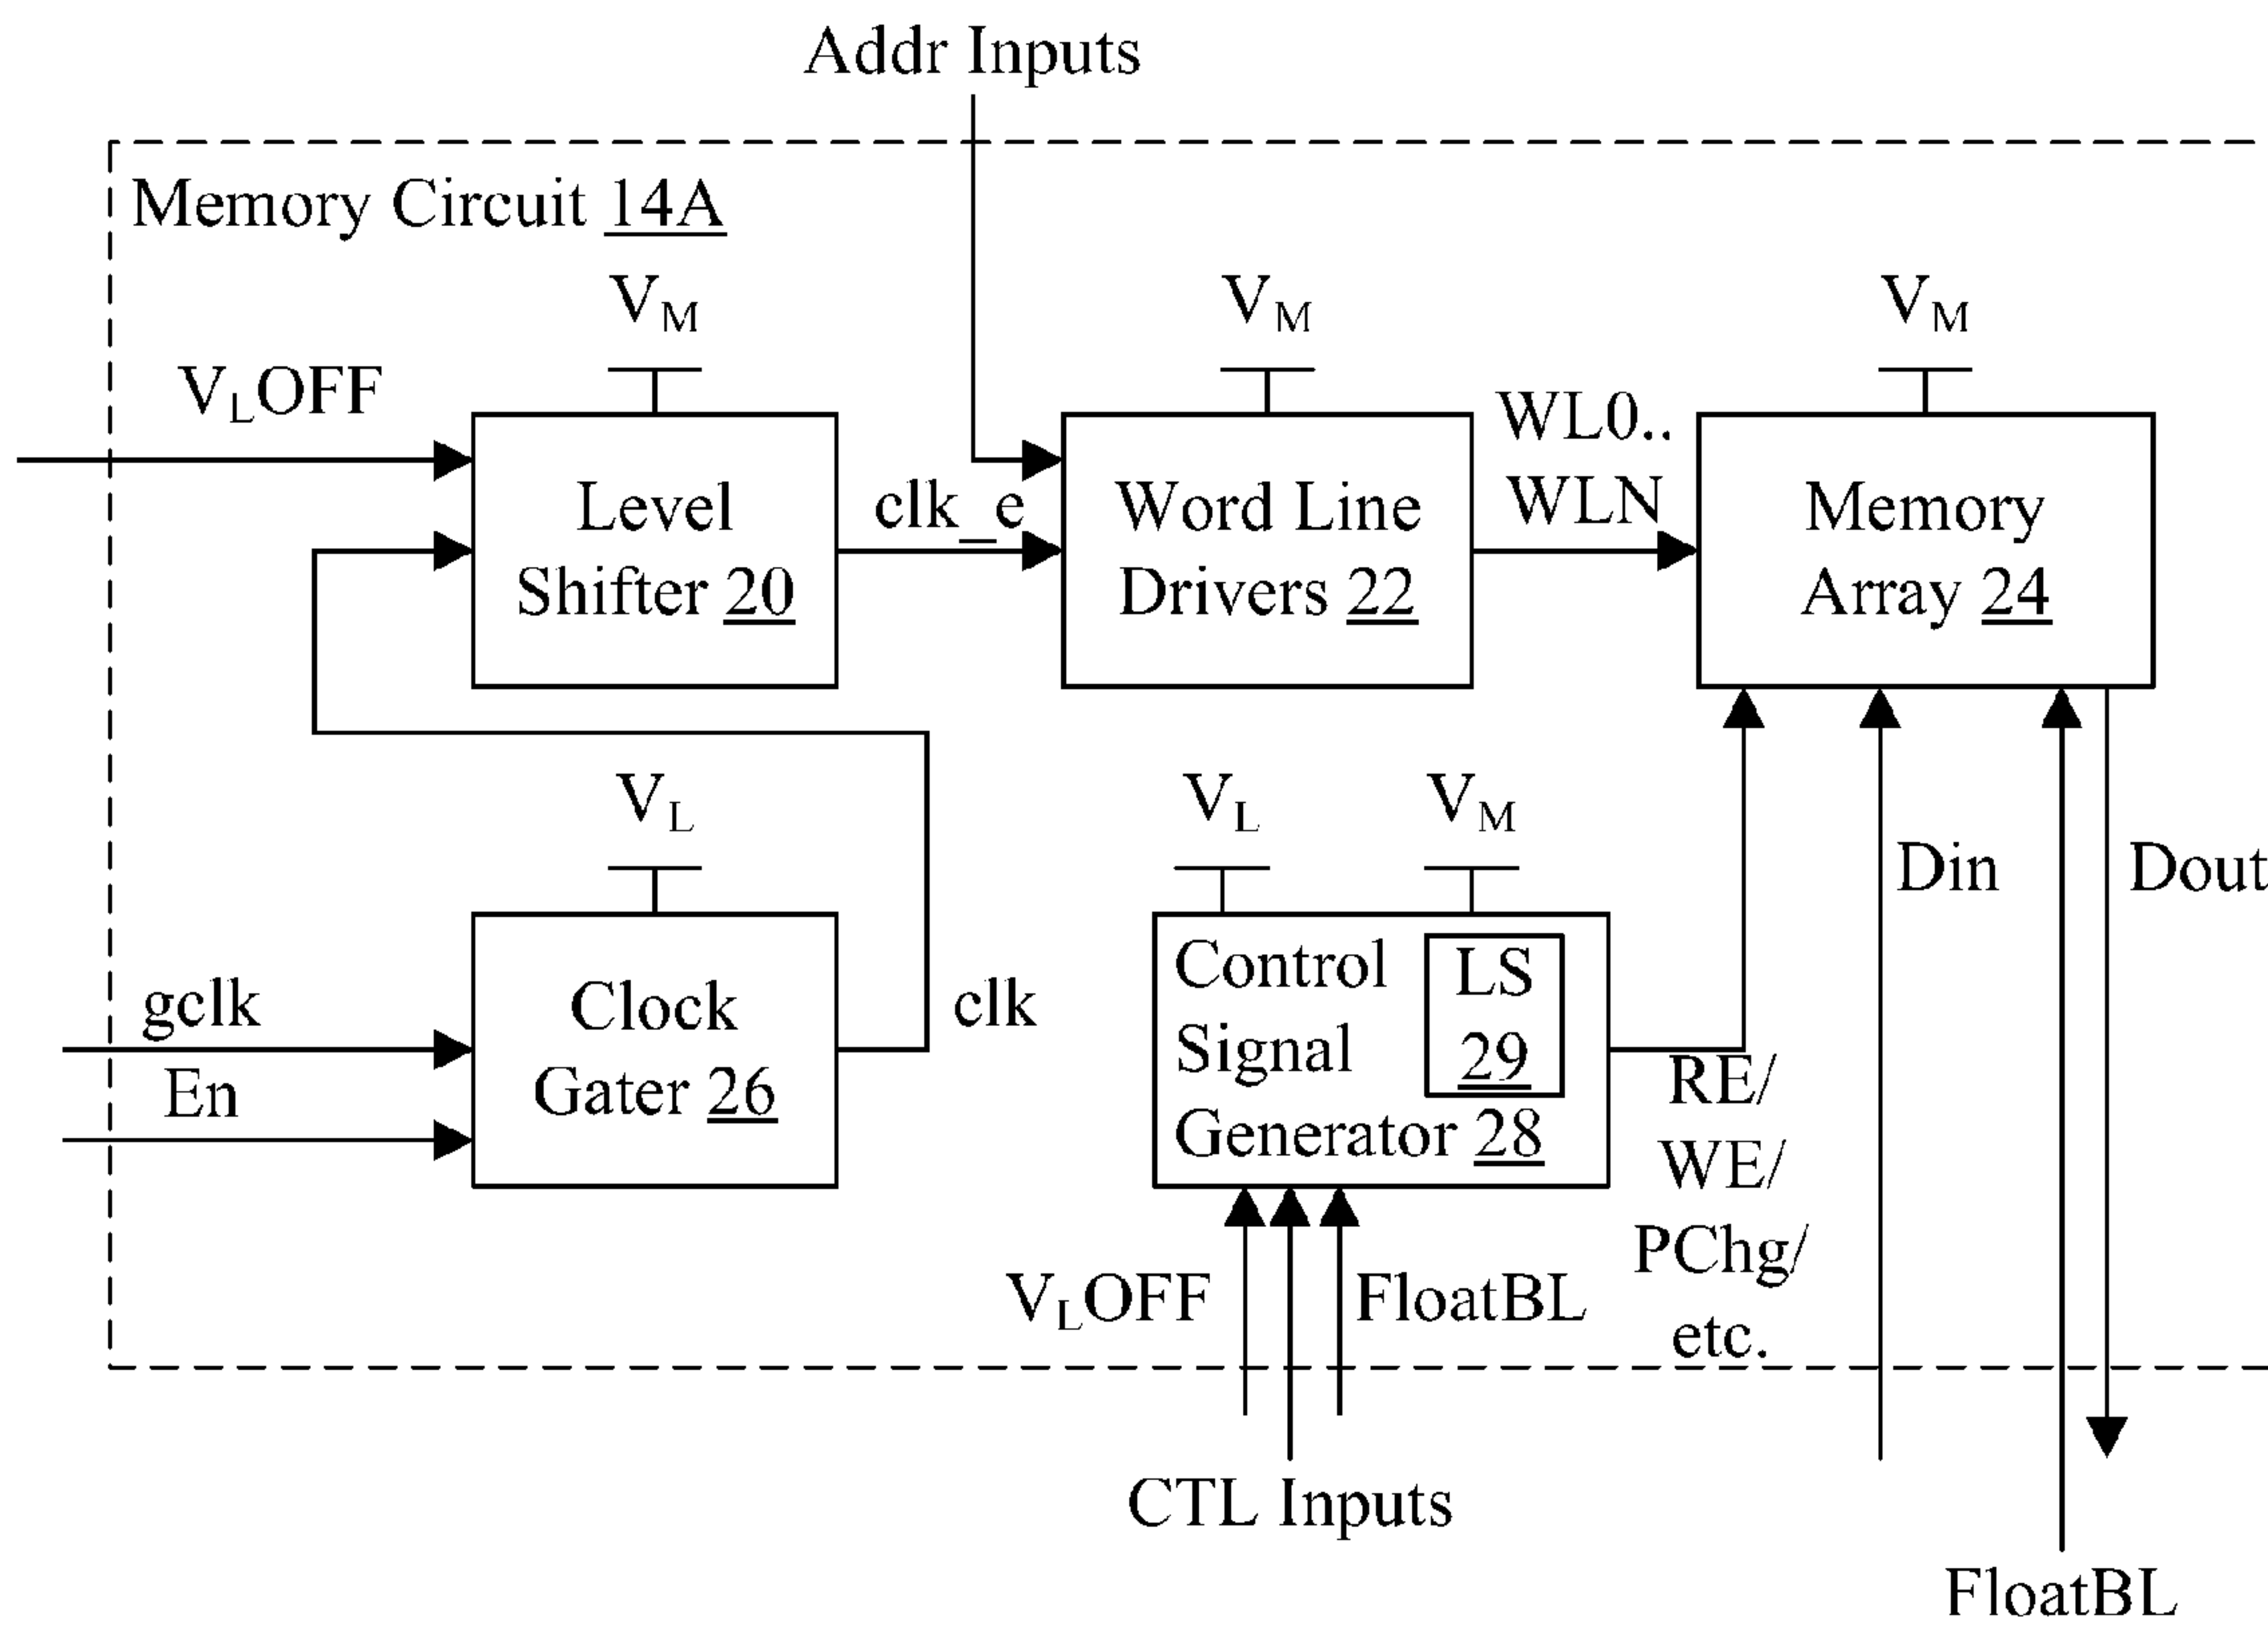 Addr Inputs
Memory Circuit 14A
VM
VM
VM
VLOFF
Level
Shifter 20
clk_e
Word Line
Drivers 22
WL0..
WLN
Memory
Array 24
VL
VL
VM
Din
Dout
gclk
En
Clock
Gater 26
clk
Control
Signal
Generator 28
LS
29
RE/
WE/
PChg/
etc.
VLOFF
FloatBL
CTL Inputs
FloatBL